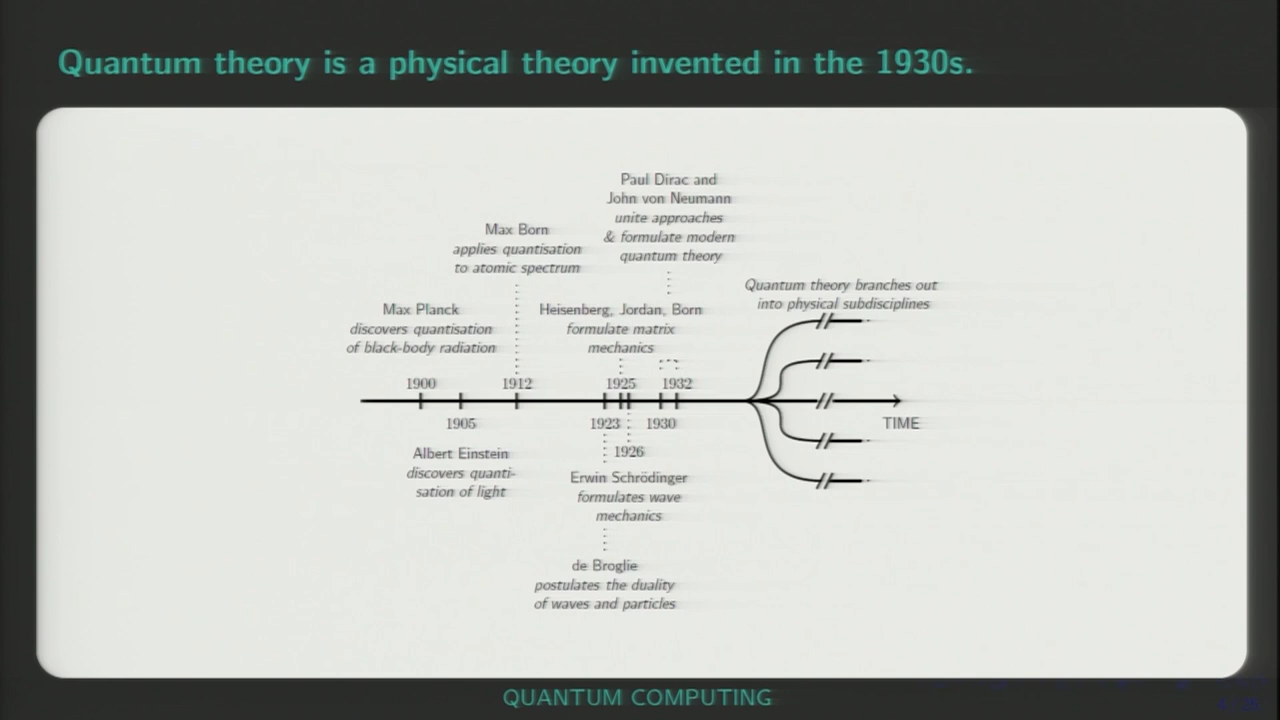 Quantum theory is a physical theory invented in the 1930s.
Paul Dirac and
John von Neumann
unite approaches
& formulate modern
quantum theory
Max Born
applies quantisation
to atomic spectrum
Quantum theory branches out
into physical subdisciplines
Max Planck
discovers quantisation
of black-body radiation
Heisenberg, Jordan, Born
formulate matrix
mechanics
1900
1912
1925
1932
1905
1923
1930
TIME
1926
Albert Einstein
discovers quanti-
sation of light
Erwin Schrödinger
formulates wave
mechanics
de Broglie
postulates the duality
of waves and particles
QUANTUM COMPUTING